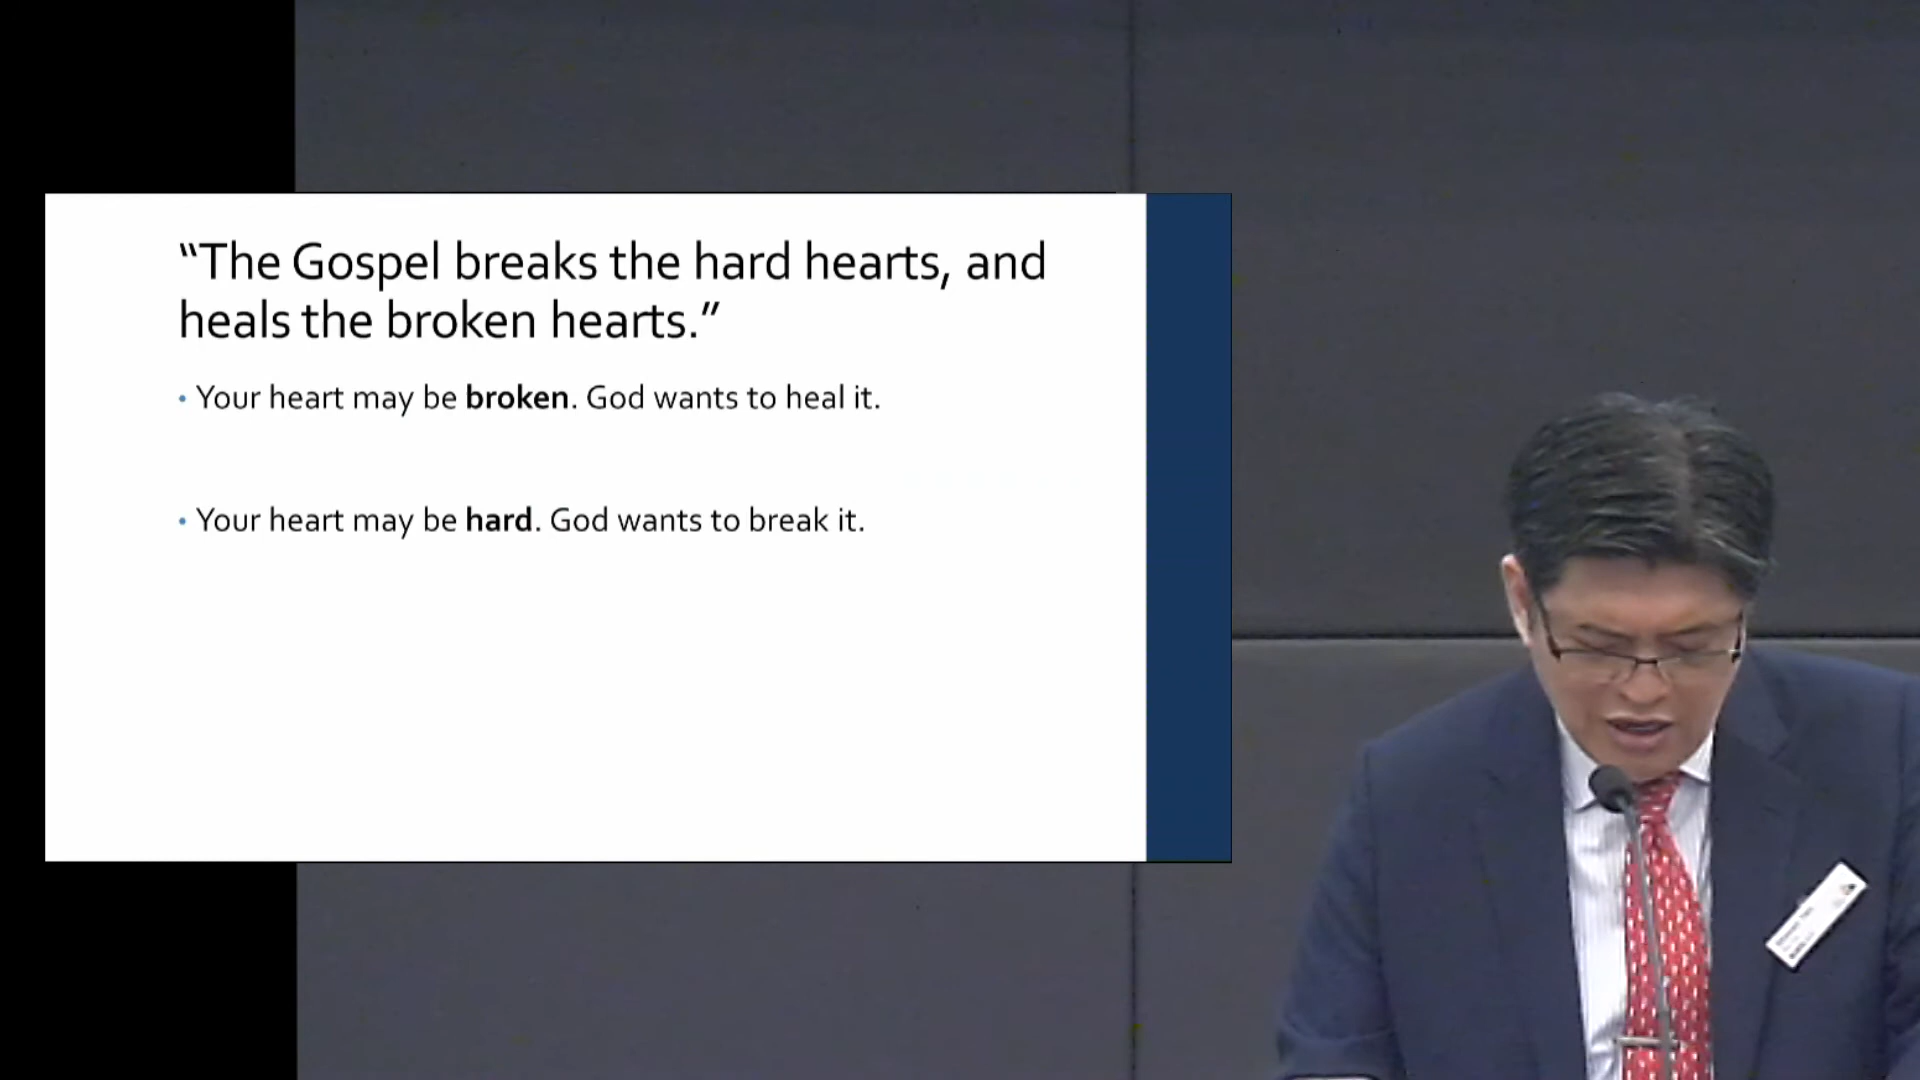 “The Gospel breaks the hard hearts, and
heals the broken hearts.”
• Your heart may be broken. God wants to heal it.
• Your heart may be hard. God wants to break it.